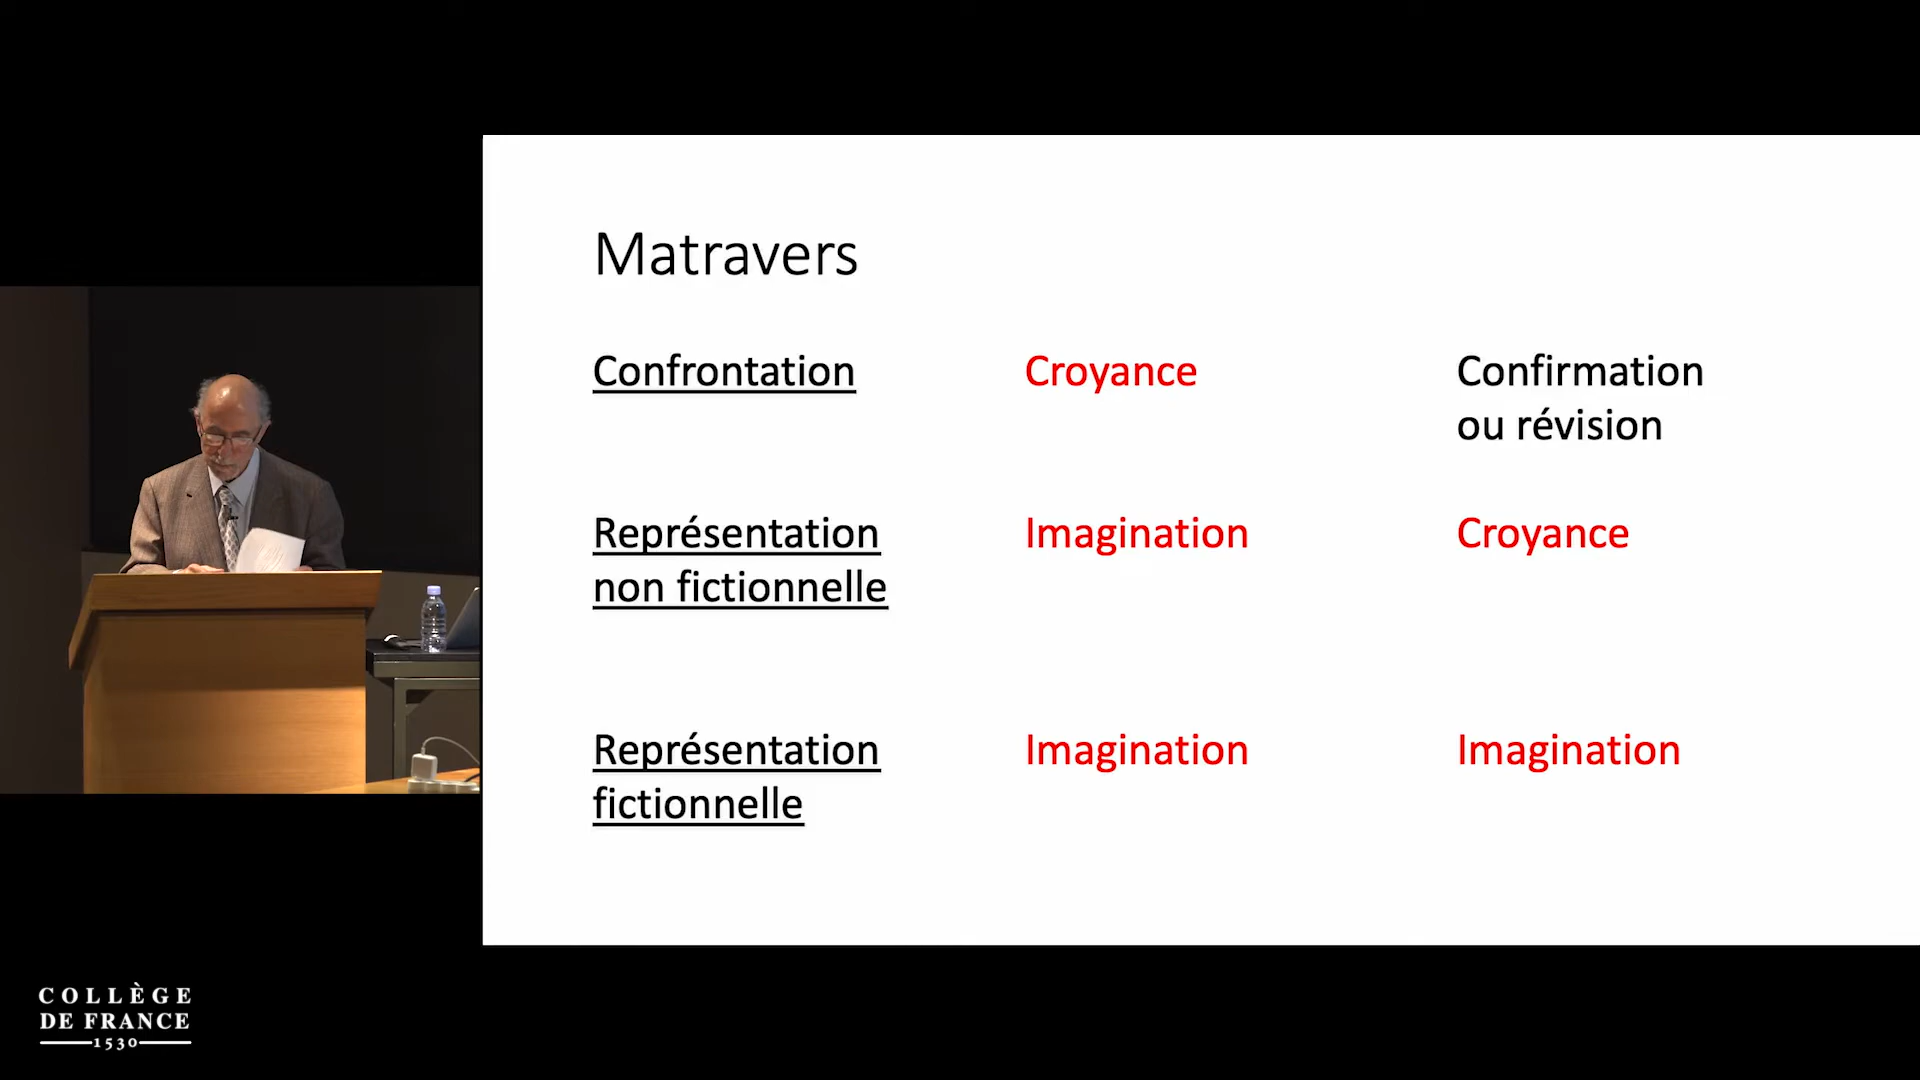 Matravers
Confrontation
Croyance
Confirmation
ou révision
Représentation
non fictionnelle
Imagination
Croyance
Représentation
fictionnelle
Imagination
Imagination
COLLÈGE
DE FRANCE
1530